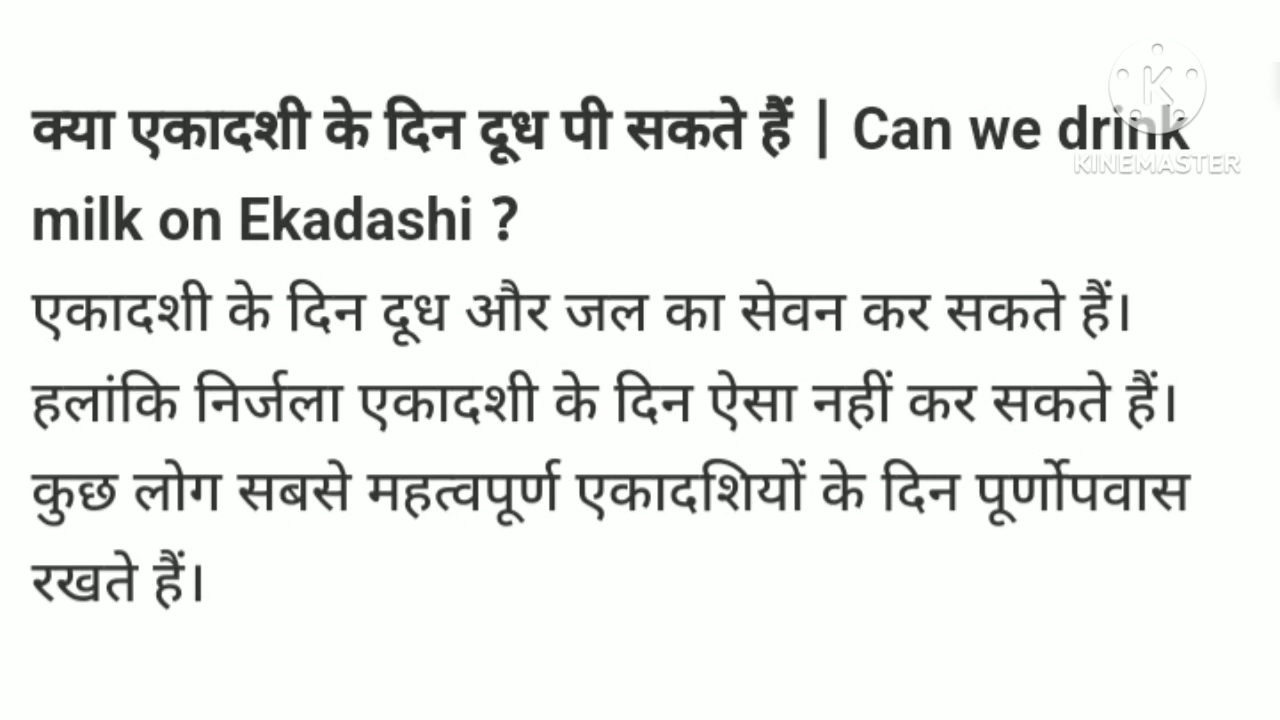 क्या एकादशी के दिन दूध पी सकते हैं | Can we drink
milk on Ekadashi ?
एकादशी के दिन दूध और जल का सेवन कर सकते हैं।
हलांकि निर्जला एकादशी के दिन ऐसा नहीं कर सकते हैं।
कुछ लोग सबसे महत्वपूर्ण एकादशियों के दिन पूर्णोपवास
रखते हैं।
K
KINEMASTER